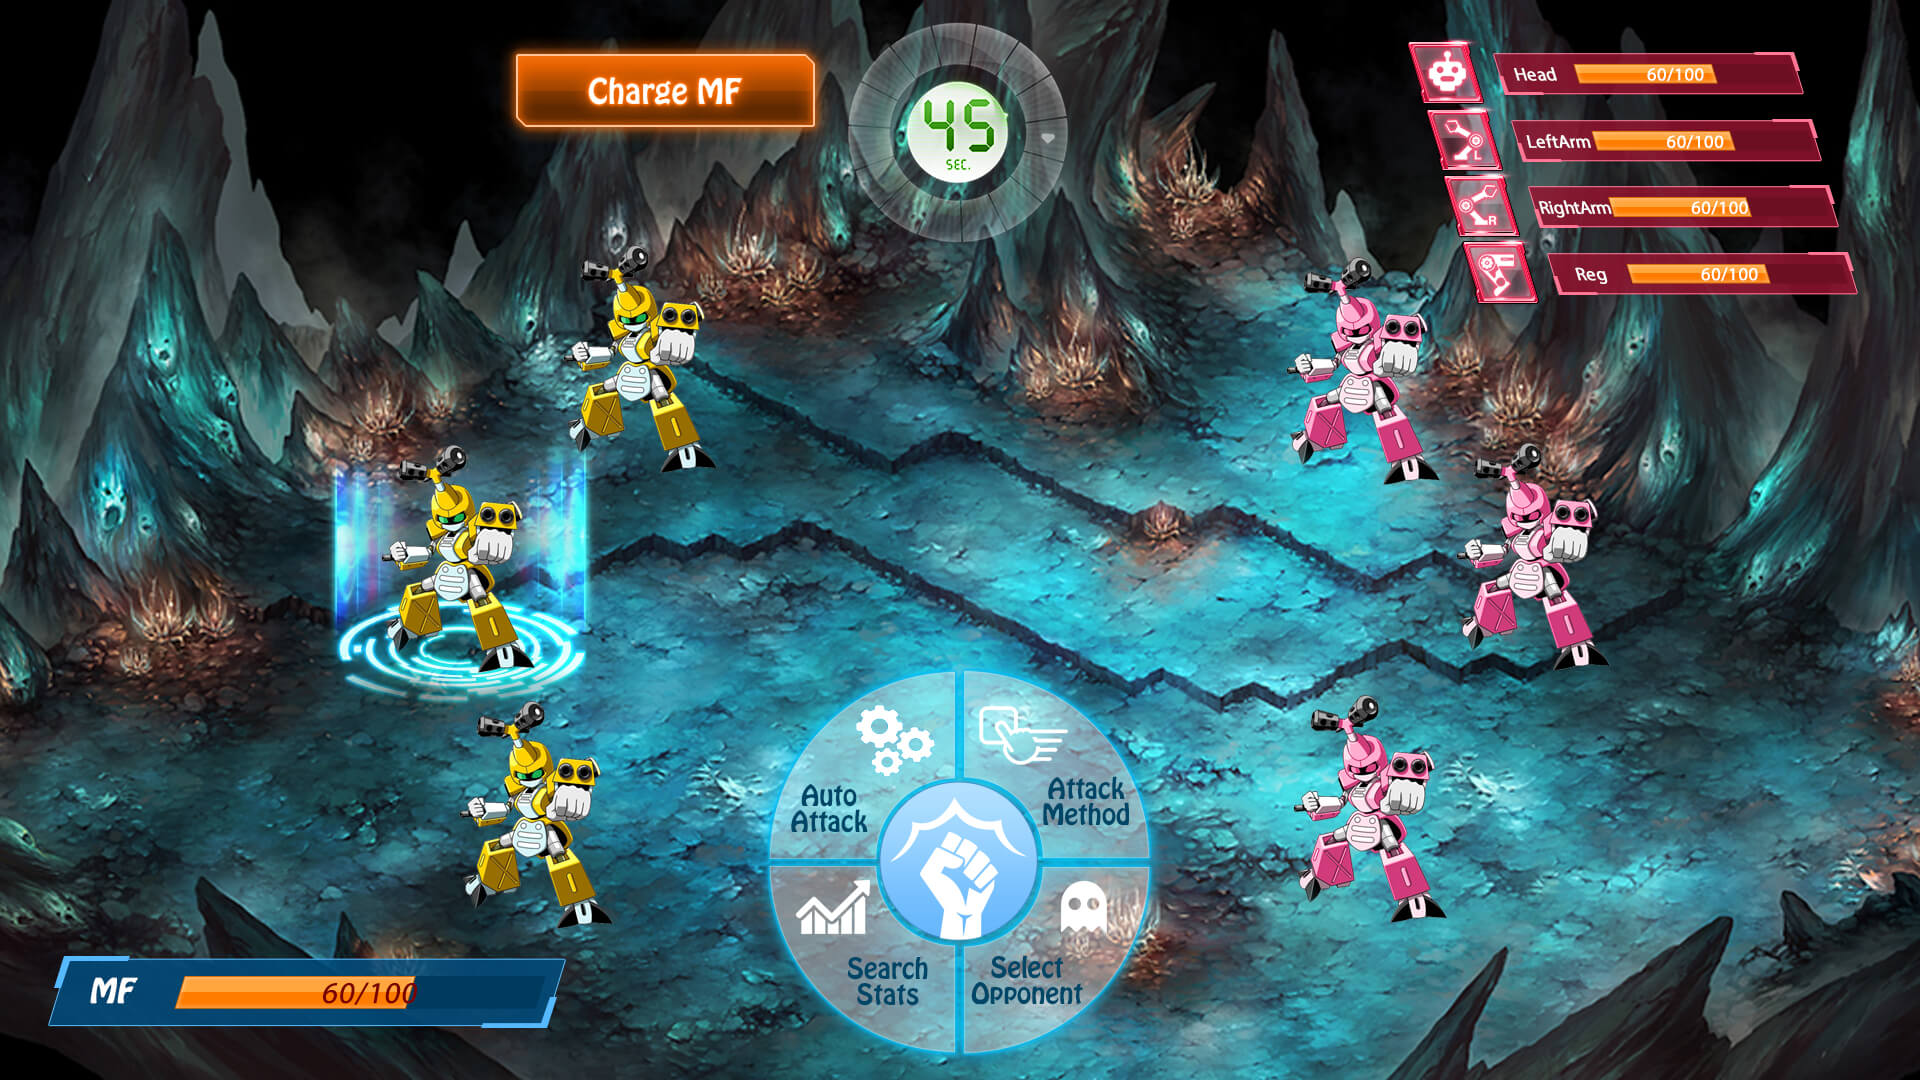 Charge MF
45
SEC.
Head 60/100
L
LeftArm 60/100
R
RightArm 60/100
Reg 60/100
Auto
Attack
Attack
Method
Search
Stats
Select
Opponent
MF 60/100